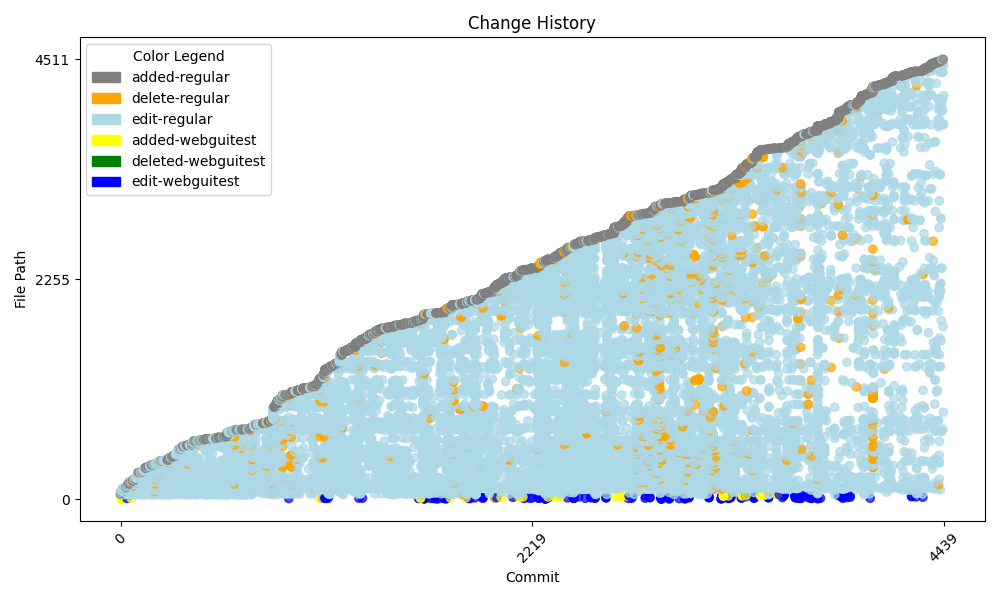 Change History
Color Legend
added-regular
delete-regular
edit-regular
added-webguitest
deleted-webguitest
edit-webguitest
File Path
4511
2255
0
0
2219
4439
Commit